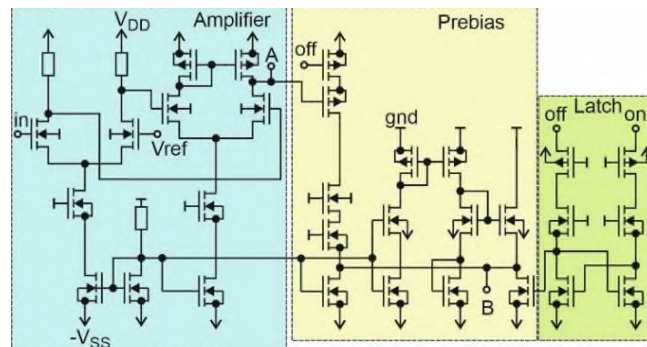 Amplifier
Prebias
Latch
V_DD
A
off
in
Vref
gnd
off
on
B
-V_SS